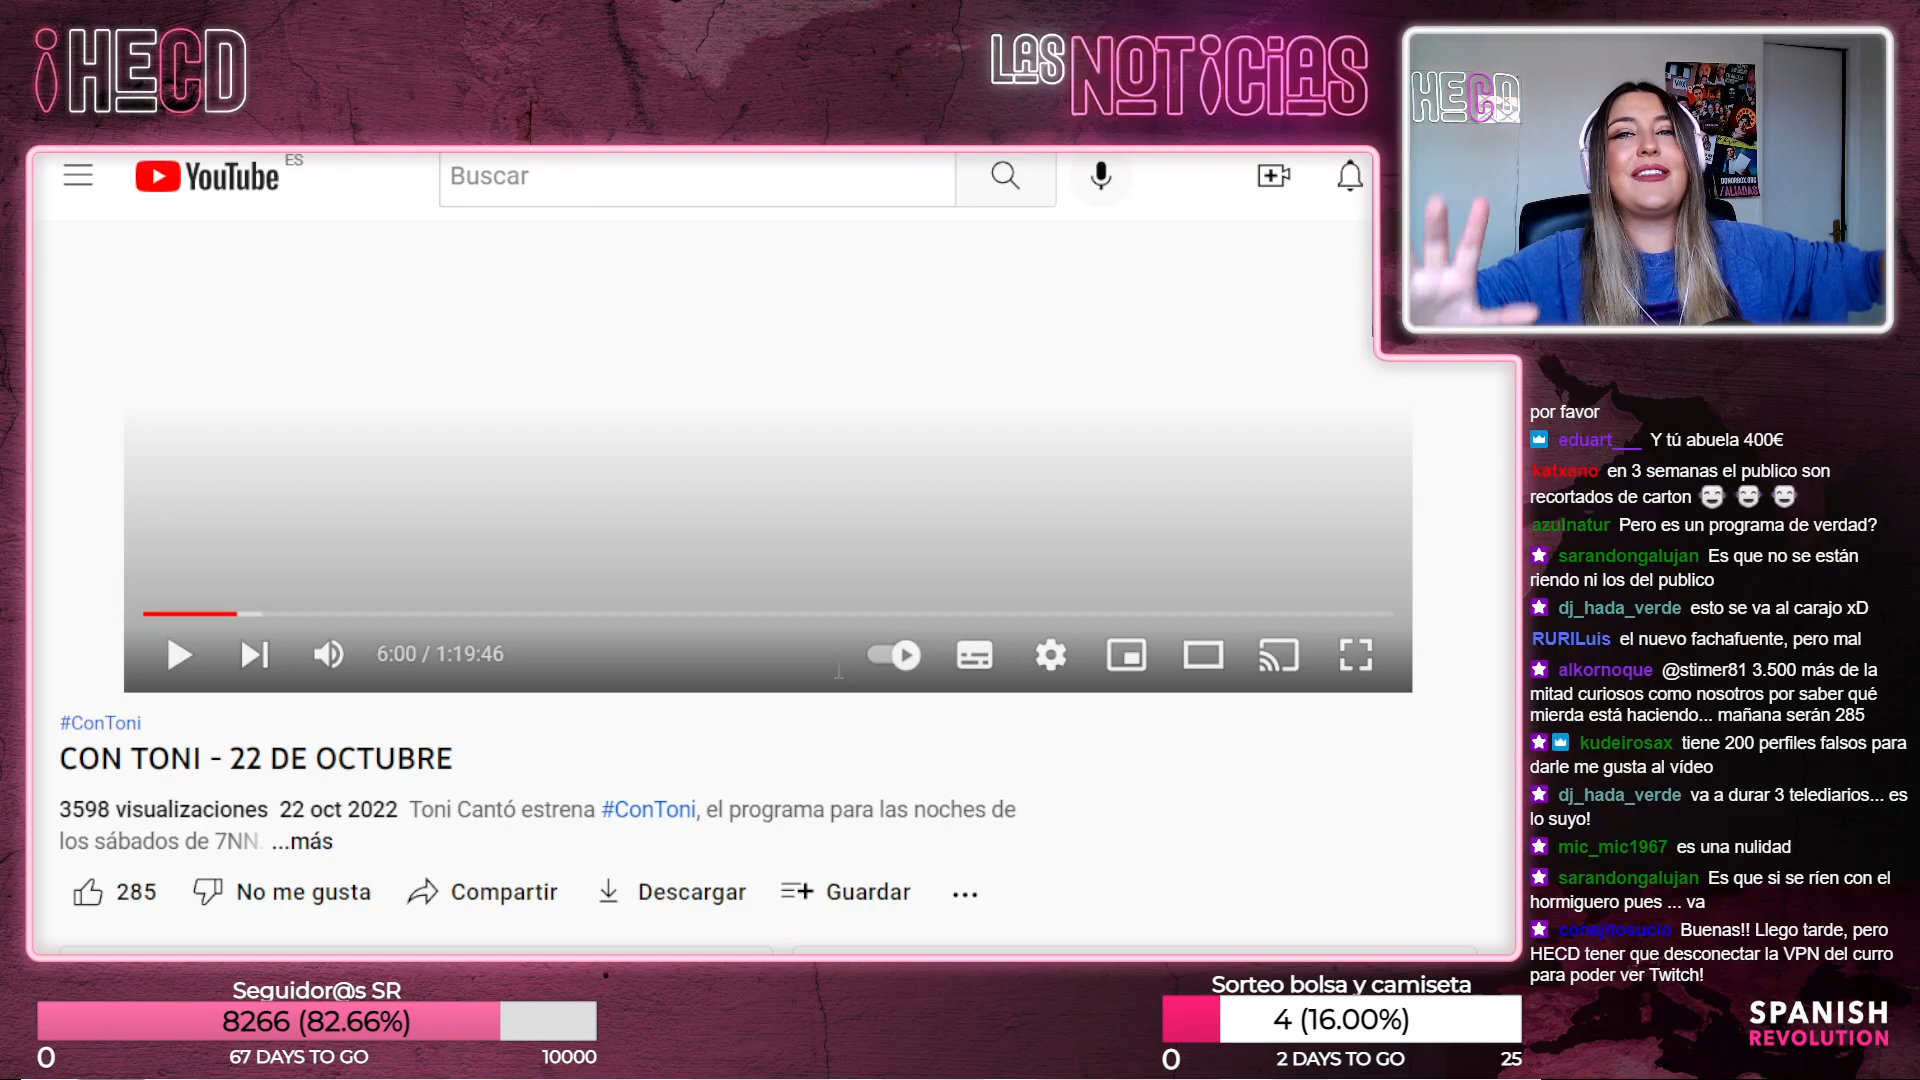 ¡HECD
LAS NOTICIAS
HECD
DONORBOX.ORG
/ALIADAS
YouTube ES
Buscar
6:00 / 1:19:46
#ConToni
CON TONI - 22 DE OCTUBRE
3598 visualizaciones 22 oct 2022 Toni Cantó estrena #ConToni, el programa para las noches de
los sábados de 7NN. ...más
285 No me gusta Compartir Descargar Guardar ...
por favor
eduart___ Y tú abuela 400€
katxano en 3 semanas el publico son
recortados de carton
azulnatur Pero es un programa de verdad?
sarandongalujan Es que no se están
riendo ni los del publico
dj_hada_verde esto se va al carajo xD
RURILuis el nuevo fachafuente, pero mal
alkornoque @stimer81 3.500 más de la
mitad curiosos como nosotros por saber qué
mierda está haciendo... mañana serán 285
kudeirosax tiene 200 perfiles falsos para
darle me gusta al vídeo
dj_hada_verde va a durar 3 telediarios... es
lo suyo!
mic_mic1967 es una nulidad
sarandongalujan Es que si se ríen con el
hormiguero pues ... va
conejitosucio Buenas!! Llego tarde, pero
HECD tener que desconectar la VPN del curro
para poder ver Twitch!
Seguidor@s SR
8266 (82.66%)
0 67 DAYS TO GO 10000
Sorteo bolsa y camiseta
4 (16.00%)
0 2 DAYS TO GO 25
SPANISH
REVOLUTION